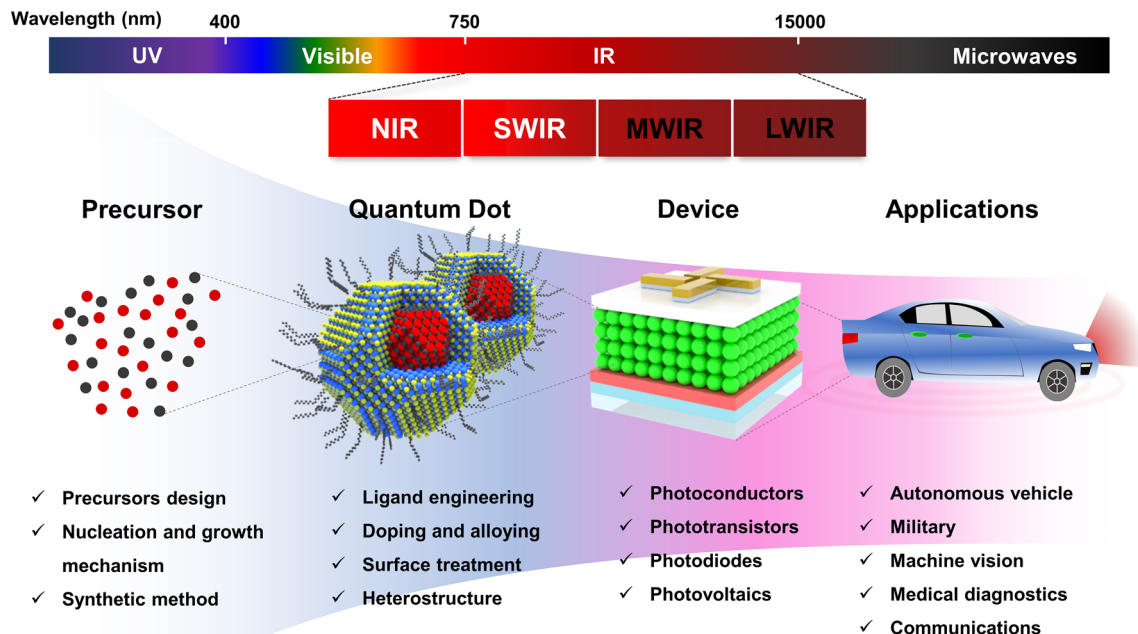 Wavelength (nm) 400 750 15000
UV Visible IR Microwaves
NIR SWIR MWIR LWIR
Precursor Quantum Dot Device Applications
✓ Precursors design
✓ Nucleation and growth
mechanism
✓ Synthetic method
✓ Ligand engineering
✓ Doping and alloying
✓ Surface treatment
✓ Heterostructure
✓ Photoconductors
✓ Phototransistors
✓ Photodiodes
✓ Photovoltaics
✓ Autonomous vehicle
✓ Military
✓ Machine vision
✓ Medical diagnostics
✓ Communications